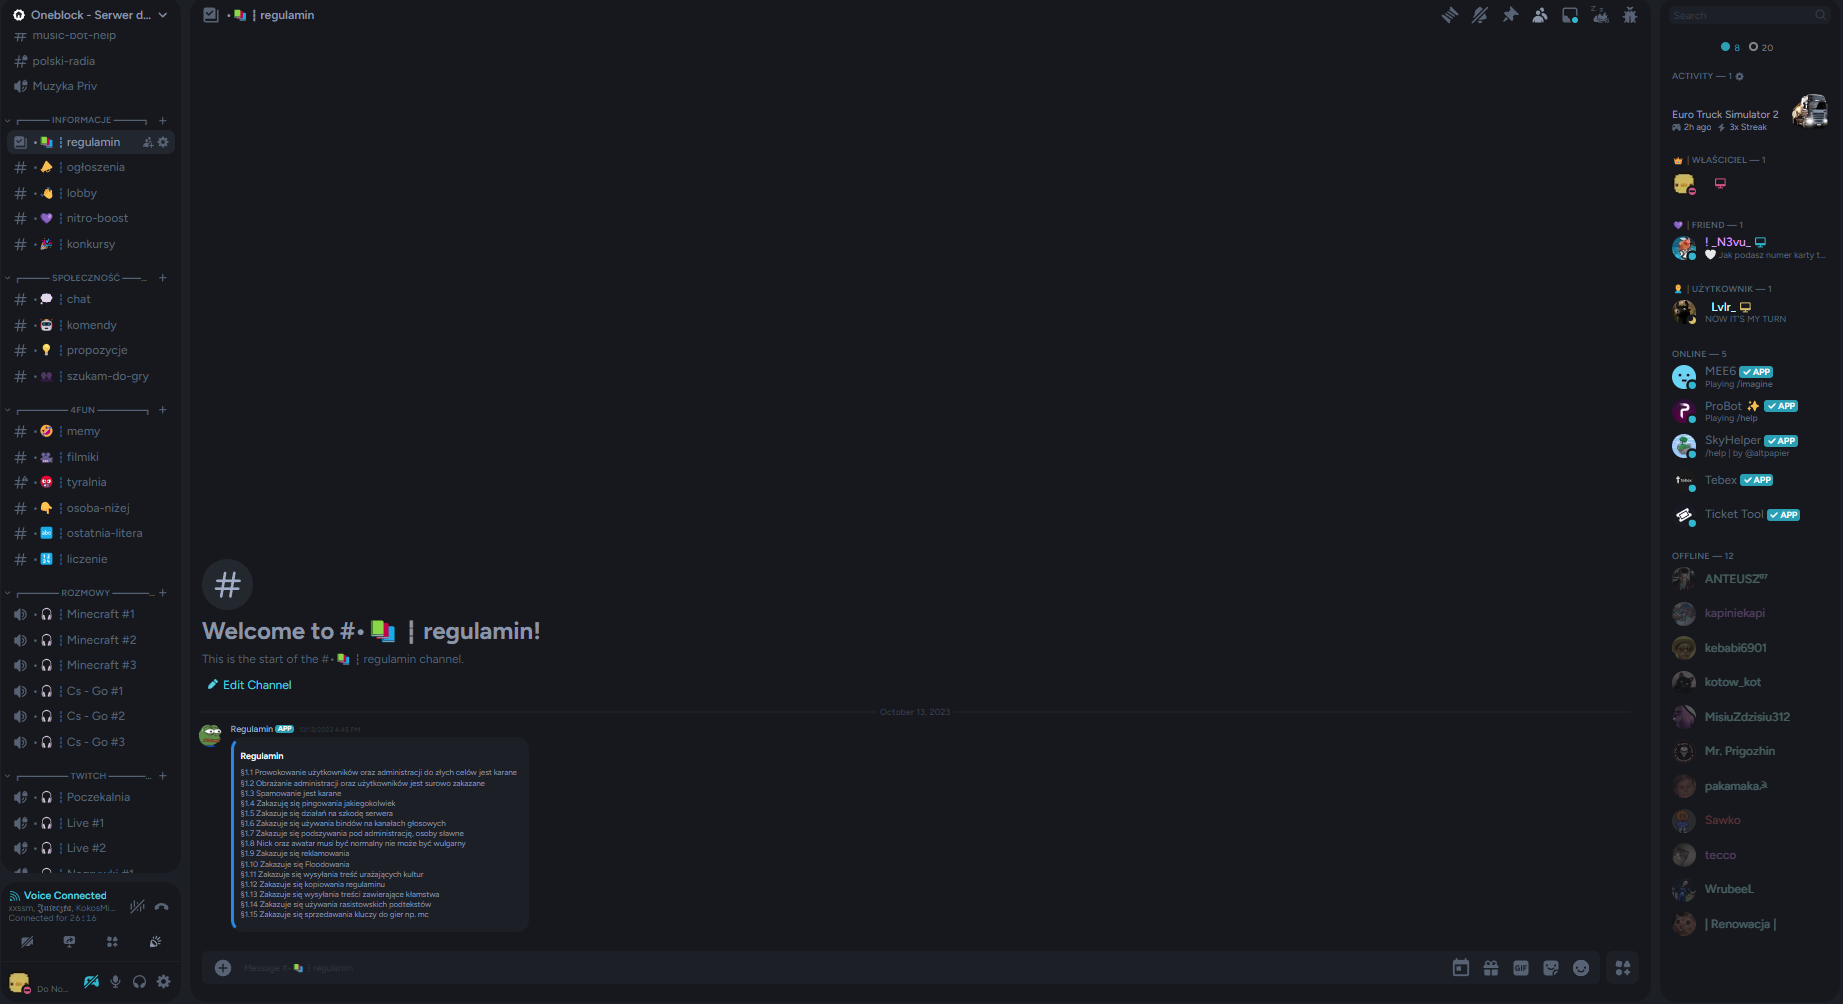 Oneblock - Serwer d...
music-bot-help
polski-radia
Muzyka Priv
INFORMACJE
regulamin
ogłoszenia
lobby
nitro-boost
konkursy
SPOŁECZNOŚĆ
chat
komendy
propozycje
szukam-do-gry
4FUN
memy
filmiki
tyralnia
osoba-niżej
ostatnia-litera
liczenie
ROZMOWY
Minecraft #1
Minecraft #2
Minecraft #3
Cs - Go #1
Cs - Go #2
Cs - Go #3
TWITCH
Poczekalnia
Live #1
Live #2
Voice Connected
Connected for 26:16
Do No...
regulamin
Welcome to #• ┆ regulamin!
This is the start of the #• ┆ regulamin channel.
Edit Channel
October 13, 2023
Regulamin APP
Regulamin
§1.1 Prowokowanie użytkowników oraz administracji do złych celów jest karane
§1.2 Obrażanie administracji oraz użytkowników jest surowo zakazane
§1.3 Spamowanie jest karane
§1.4 Zakazuję się pingowania jakiegokolwiek
§1.5 Zakazuje się działań na szkodę serwera
§1.6 Zakazuje się używania bindów na kanałach głosowych
§1.7 Zakazuje się podszywania pod administrację, osoby sławne
§1.8 Nick oraz awatar musi być normalny nie może być wulgarny
§1.9 Zakazuje się reklamowania
§1.10 Zakazuje się Floodowania
§1.11 Zakazuje się wysyłania treść urażających kultur
§1.12 Zakazuje się kopiowania regulaminu
§1.13 Zakazuje się wysyłania treści zawierające kłamstwa
§1.14 Zakazuje się używania rasistowskich podtekstów
§1.15 Zakazuje się sprzedawania kluczy do gier np. mc
Message #• ┆ regulamin
GIF
Search
8 20
ACTIVITY — 1
Euro Truck Simulator 2
2h ago 3x Streak
| WŁAŚCICIEL — 1
| FRIEND — 1
! _N3vu_
Jak podasz numer karty t...
| UŻYTKOWNIK — 1
Lvlr_
NOW IT'S MY TURN
ONLINE — 5
MEE6 APP
Playing /imagine
ProBot APP
Playing /help
SkyHelper APP
/help | by @altpapier
Tebex APP
Ticket Tool APP
OFFLINE — 12
ANTEUSZ
kapiniekapi
kebabi6901
kotow_kot
MisiuZdzisiu312
Mr. Prigozhin
pakamaka
Sawko
tecco
WrubeeL
| Renowacja |